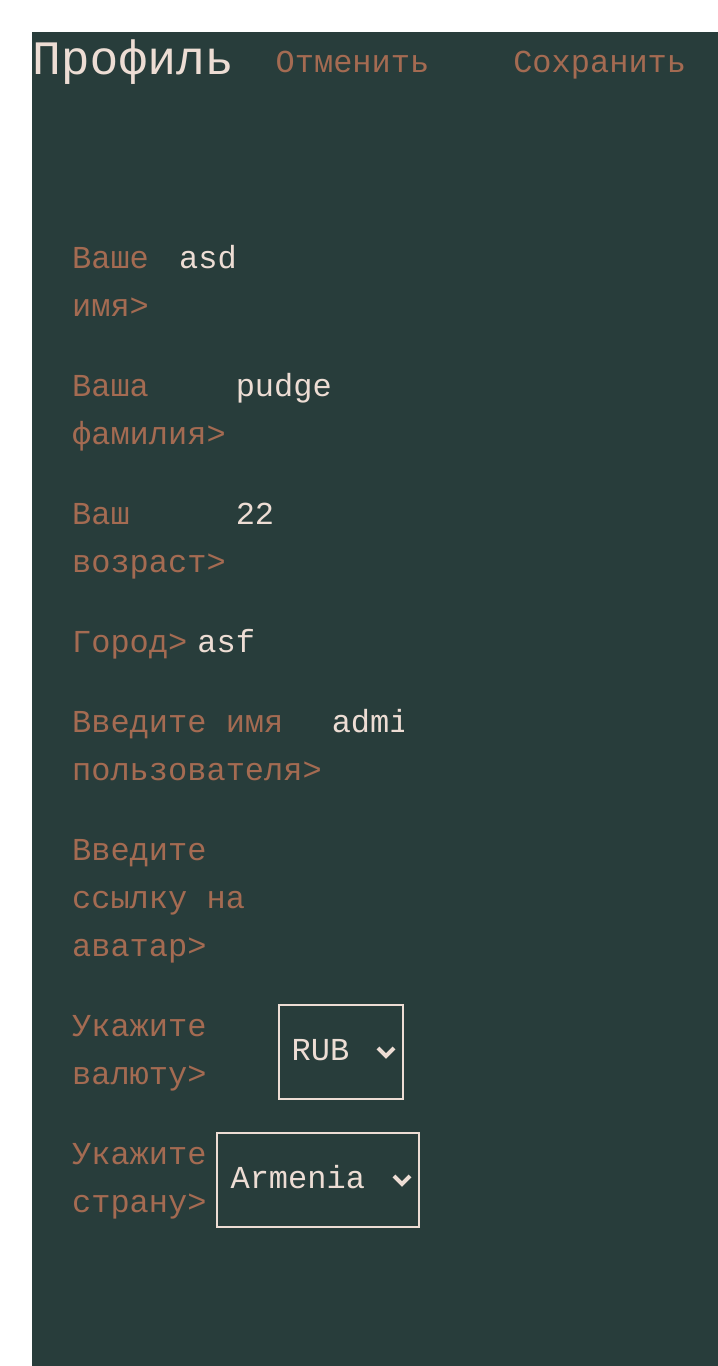 Профиль Отменить Сохранить
Ваше asd
имя>
Ваша pudge
фамилия>
Ваш 22
возраст>
Город> asf
Введите имя admi
пользователя>
Введите
ссылку на
аватар>
Укажите
валюту> RUB
Укажите
страну> Armenia